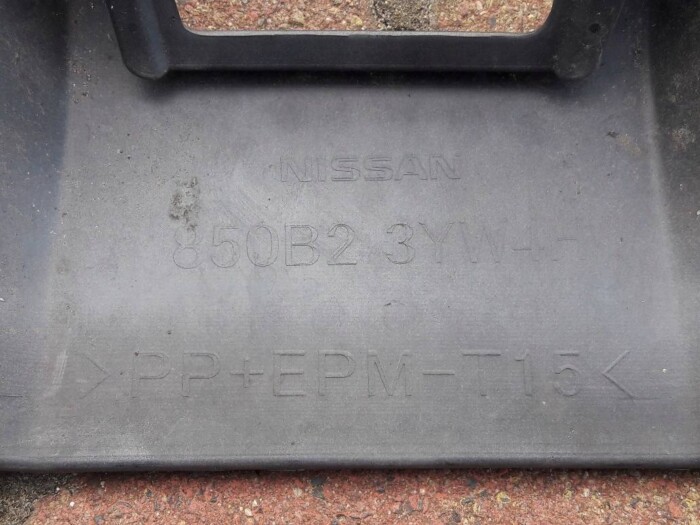 NISSAN
850B2 3YW
>PP+EPM-T15<